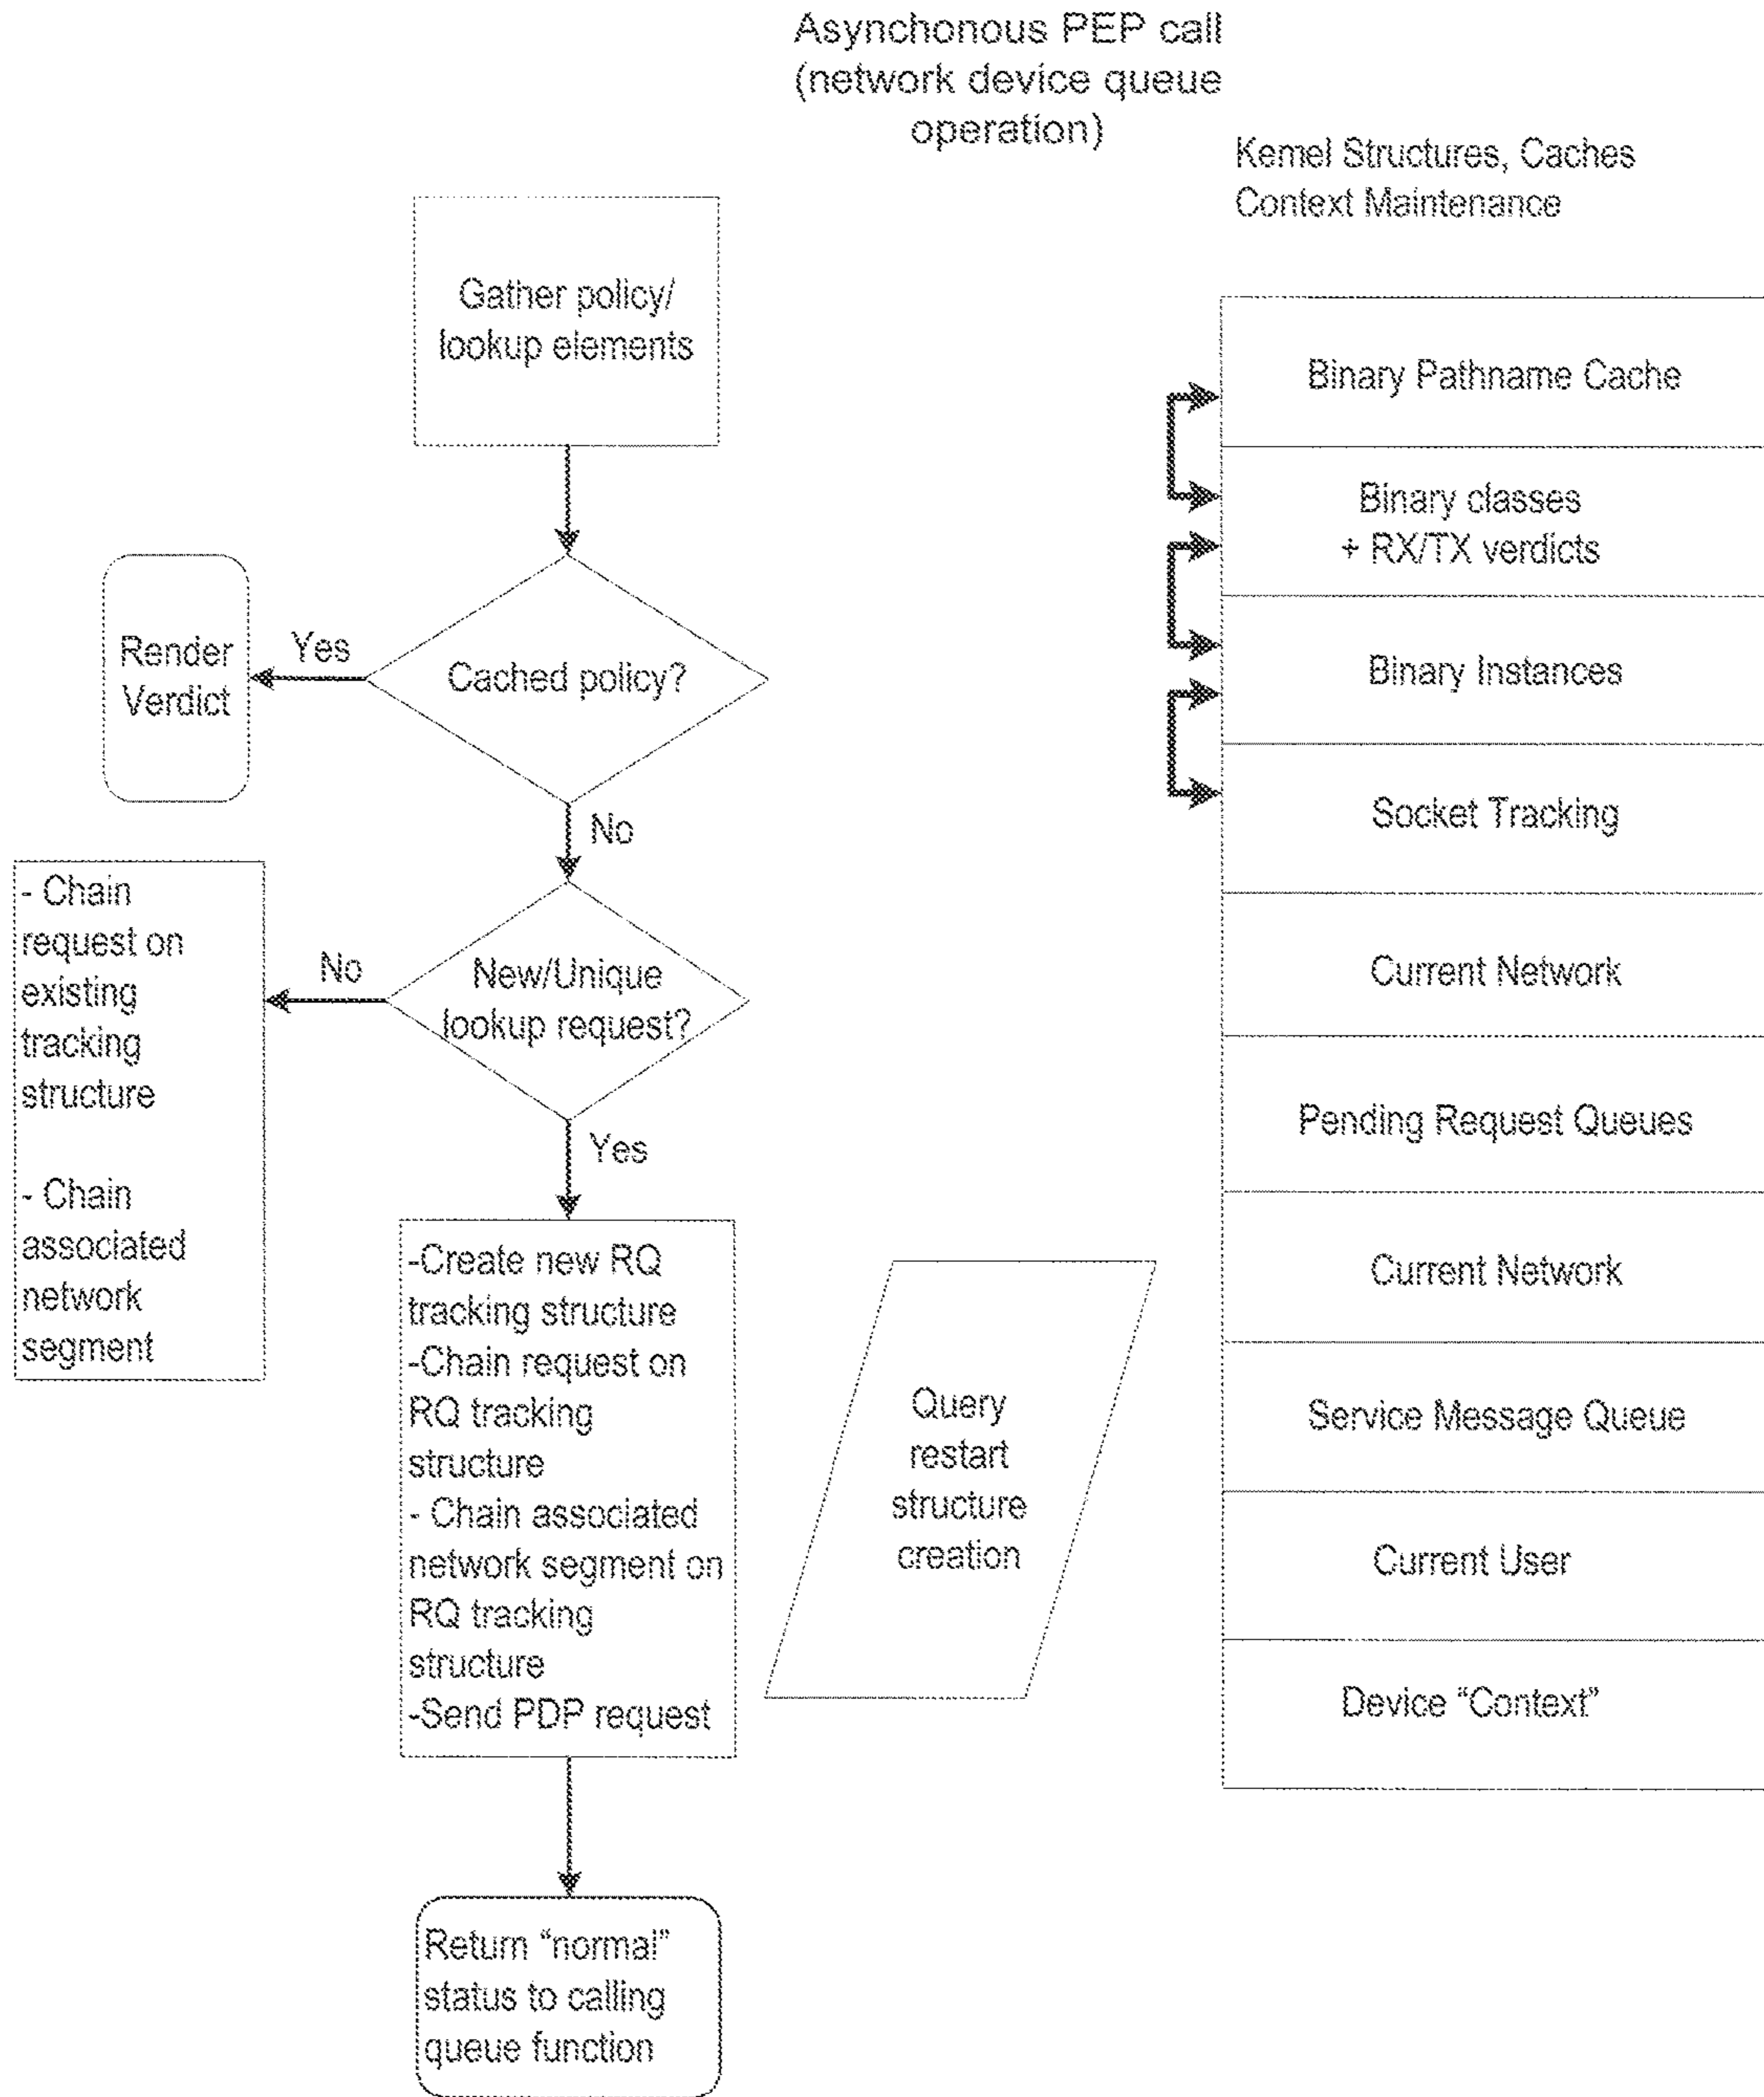 Asynchonous PEP call
(network device queue
operation)
Kernel Structures, Caches
Context Maintenance
Gather policy/
lookup elements
Cached policy?
Yes
Render
Verdict
No
New/Unique
lookup request?
No
- Chain
request on
existing
tracking
structure
- Chain
associated
network
segment
Yes
-Create new RQ
tracking structure
-Chain request on
RQ tracking
structure
- Chain associated
network segment on
RQ tracking
structure
-Send PDP request
Query
restart
structure
creation
Return “normal”
status to calling
queue function
Binary Pathname Cache
Binary classes
+ RX/TX verdicts
Binary Instances
Socket Tracking
Current Network
Pending Request Queues
Current Network
Service Message Queue
Current User
Device “Context”